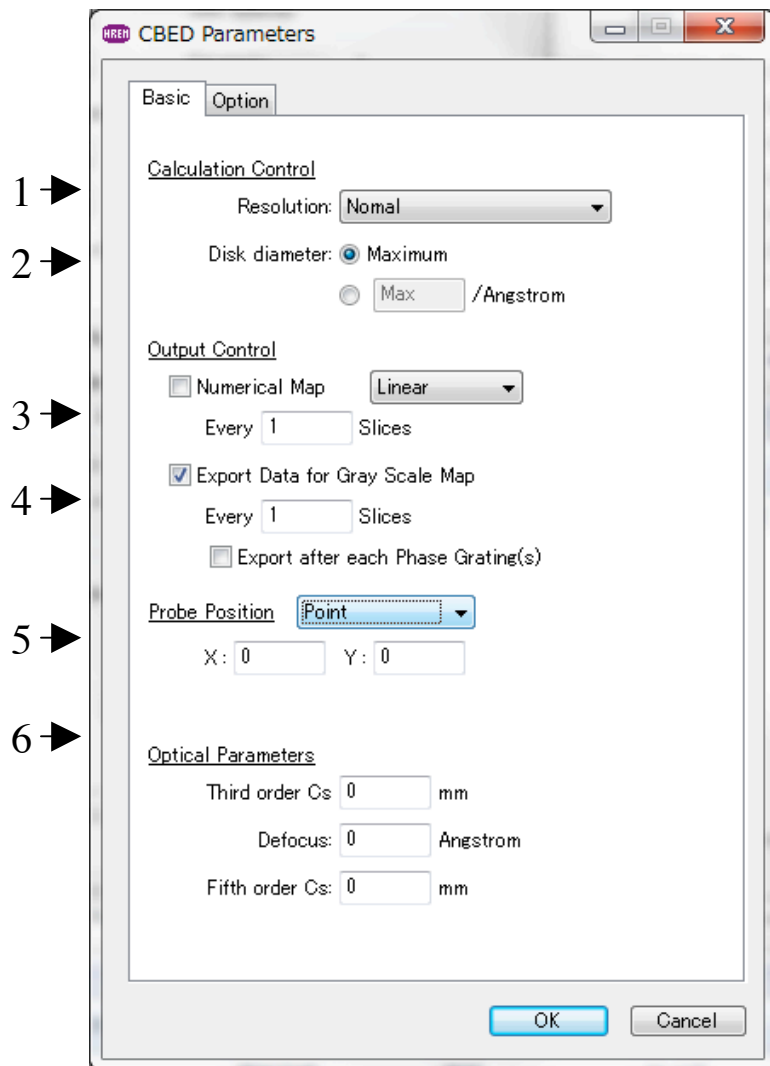 HREM CBED Parameters
Basic Option
Calculation Control
1
Resolution: Nomal
2
Disk diameter: Maximum
Max /Angstrom
Output Control
Numerical Map Linear
3
Every 1 Slices
Export Data for Gray Scale Map
4
Every 1 Slices
Export after each Phase Grating(s)
Probe Position Point
5
X: 0 Y: 0
6
Optical Parameters
Third order Cs 0 mm
Defocus: 0 Angstrom
Fifth order Cs: 0 mm
OK Cancel